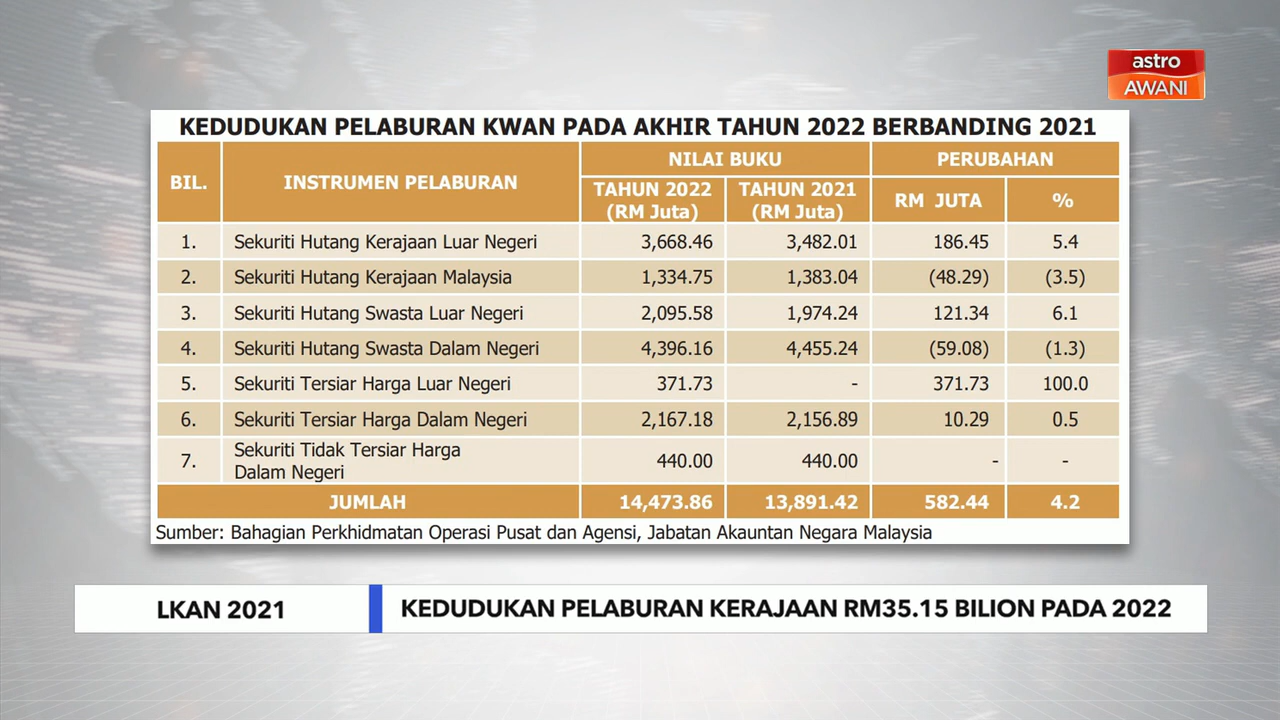 astro
AWANI
KEDUDUKAN PELABURAN KWAN PADA AKHIR TAHUN 2022 BERBANDING 2021
BIL. INSTRUMEN PELABURAN NILAI BUKU PERUBAHAN
TAHUN 2022 (RM Juta) TAHUN 2021 (RM Juta) RM JUTA %
1. Sekuriti Hutang Kerajaan Luar Negeri 3,668.46 3,482.01 186.45 5.4
2. Sekuriti Hutang Kerajaan Malaysia 1,334.75 1,383.04 (48.29) (3.5)
3. Sekuriti Hutang Swasta Luar Negeri 2,095.58 1,974.24 121.34 6.1
4. Sekuriti Hutang Swasta Dalam Negeri 4,396.16 4,455.24 (59.08) (1.3)
5. Sekuriti Tersiar Harga Luar Negeri 371.73 - 371.73 100.0
6. Sekuriti Tersiar Harga Dalam Negeri 2,167.18 2,156.89 10.29 0.5
7. Sekuriti Tidak Tersiar Harga Dalam Negeri 440.00 440.00 - -
JUMLAH 14,473.86 13,891.42 582.44 4.2
Sumber: Bahagian Perkhidmatan Operasi Pusat dan Agensi, Jabatan Akauntan Negara Malaysia
LKAN 2021 KEDUDUKAN PELABURAN KERAJAAN RM35.15 BILION PADA 2022